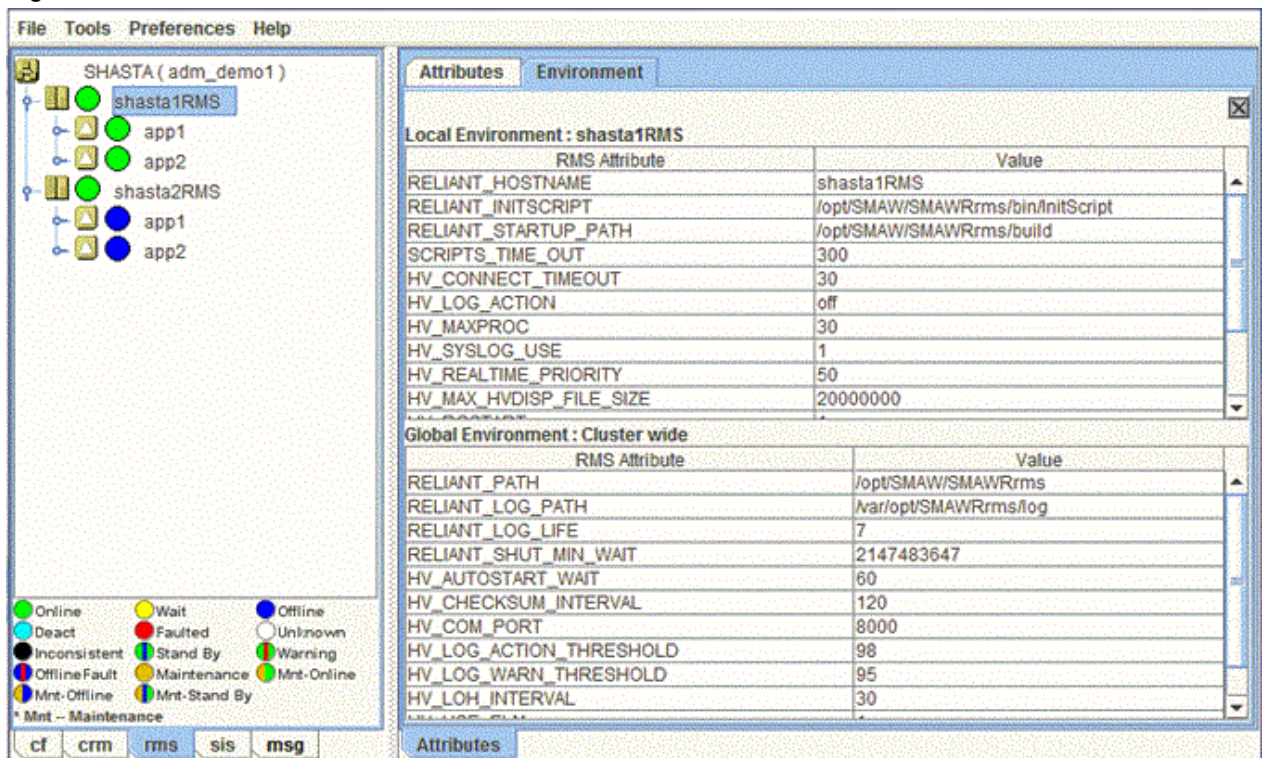 File Tools Preferences Help
SHASTA ( adm_demo1 )
shasta1RMS
app1
app2
shasta2RMS
app1
app2
Online Wait Offline
Deact Faulted Unknown
Inconsistent Stand By Warning
OfflineFault Maintenance Mnt-Online
Mnt-Offline Mnt-Stand By
* Mnt -- Maintenance
cf crm rms sis msg
Attributes Environment
Local Environment : shasta1RMS
RMS Attribute Value
RELIANT_HOSTNAME shasta1RMS
RELIANT_INITSCRIPT /opt/SMAW/SMAWRrms/bin/InitScript
RELIANT_STARTUP_PATH /opt/SMAW/SMAWRrms/build
SCRIPTS_TIME_OUT 300
HV_CONNECT_TIMEOUT 30
HV_LOG_ACTION off
HV_MAXPROC 30
HV_SYSLOG_USE 1
HV_REALTIME_PRIORITY 50
HV_MAX_HVDISP_FILE_SIZE 20000000
Global Environment : Cluster wide
RMS Attribute Value
RELIANT_PATH /opt/SMAW/SMAWRrms
RELIANT_LOG_PATH /var/opt/SMAWRrms/log
RELIANT_LOG_LIFE 7
RELIANT_SHUT_MIN_WAIT 2147483647
HV_AUTOSTART_WAIT 60
HV_CHECKSUM_INTERVAL 120
HV_COM_PORT 8000
HV_LOG_ACTION_THRESHOLD 98
HV_LOG_WARN_THRESHOLD 95
HV_LOH_INTERVAL 30
Attributes